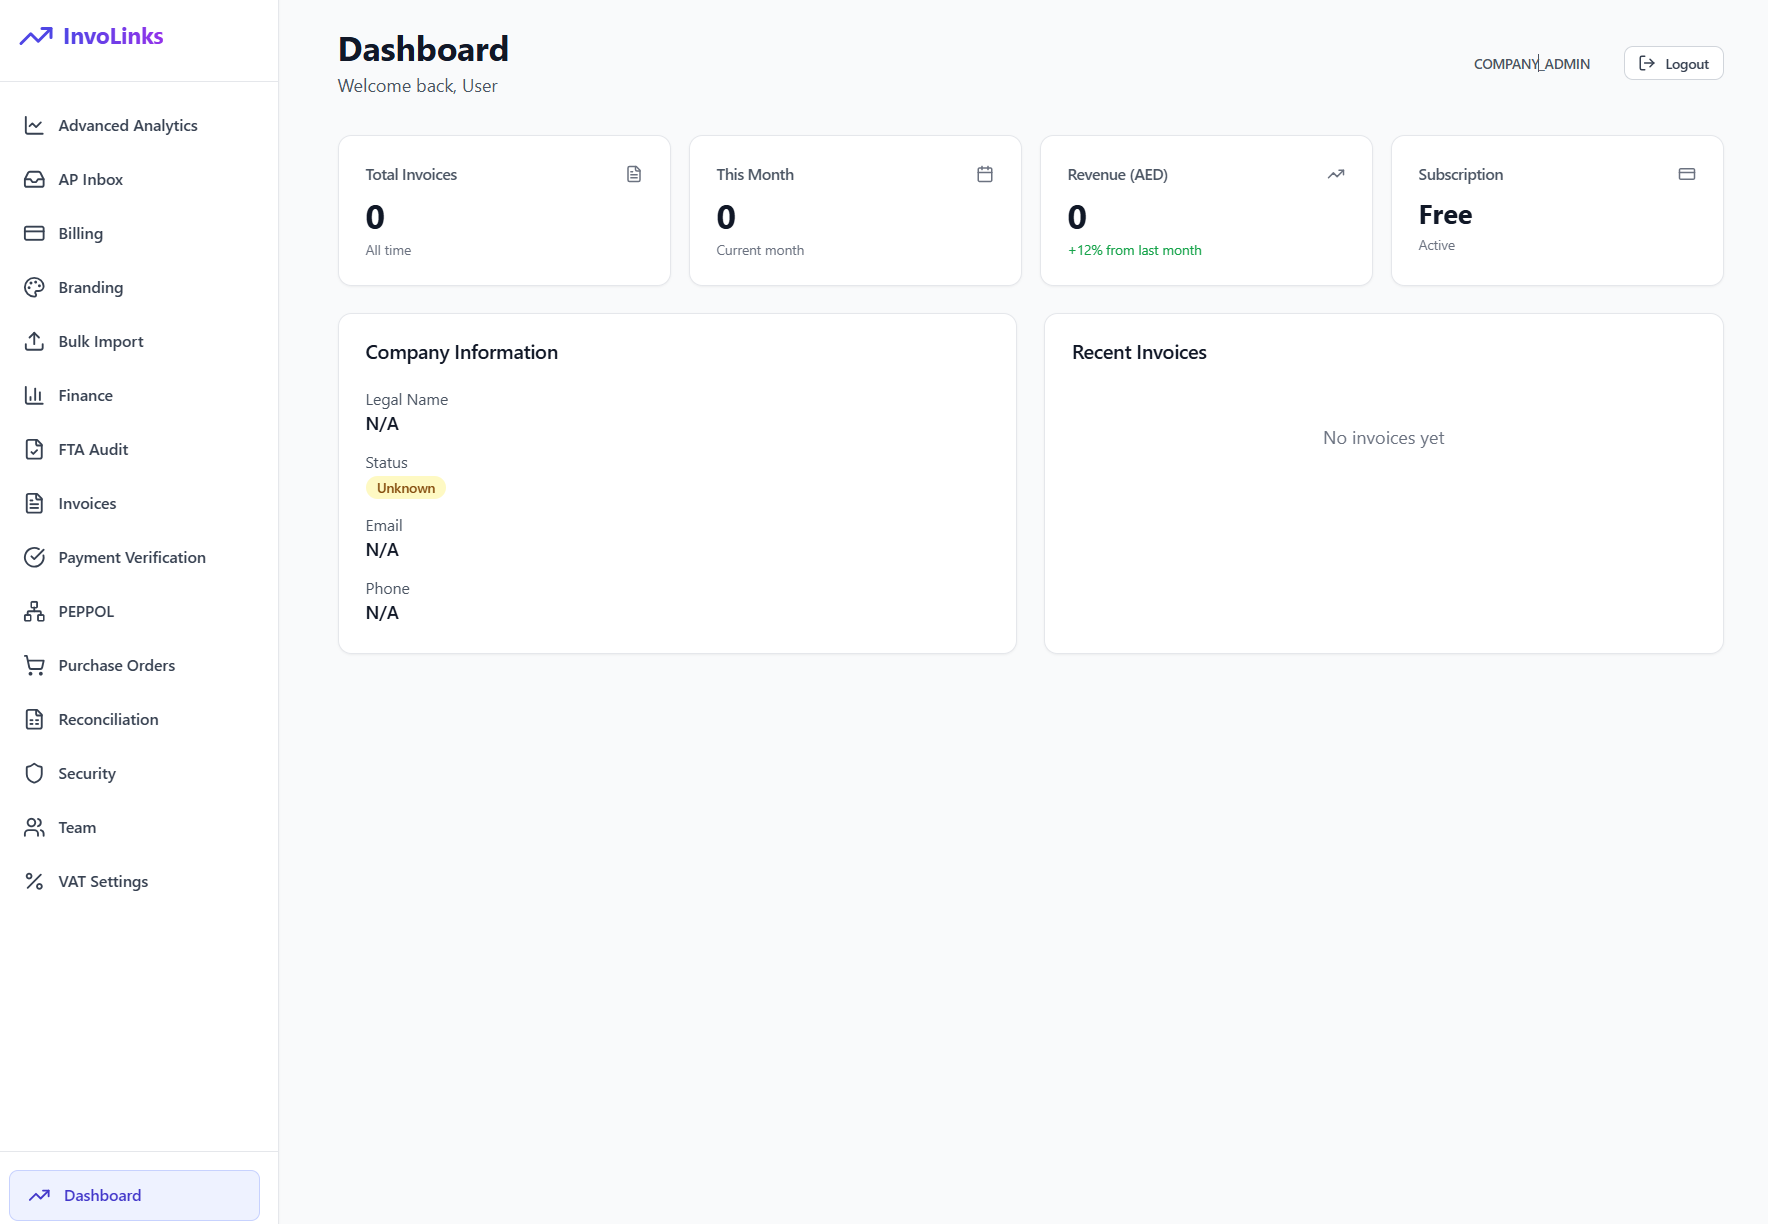 InvoLinks
Advanced Analytics
AP Inbox
Billing
Branding
Bulk Import
Finance
FTA Audit
Invoices
Payment Verification
PEPPOL
Purchase Orders
Reconciliation
Security
Team
VAT Settings
Dashboard
Dashboard
Welcome back, User
COMPANY_ADMIN
Logout
Total Invoices
0
All time
This Month
0
Current month
Revenue (AED)
0
+12% from last month
Subscription
Free
Active
Company Information
Legal Name
N/A
Status
Unknown
Email
N/A
Phone
N/A
Recent Invoices
No invoices yet